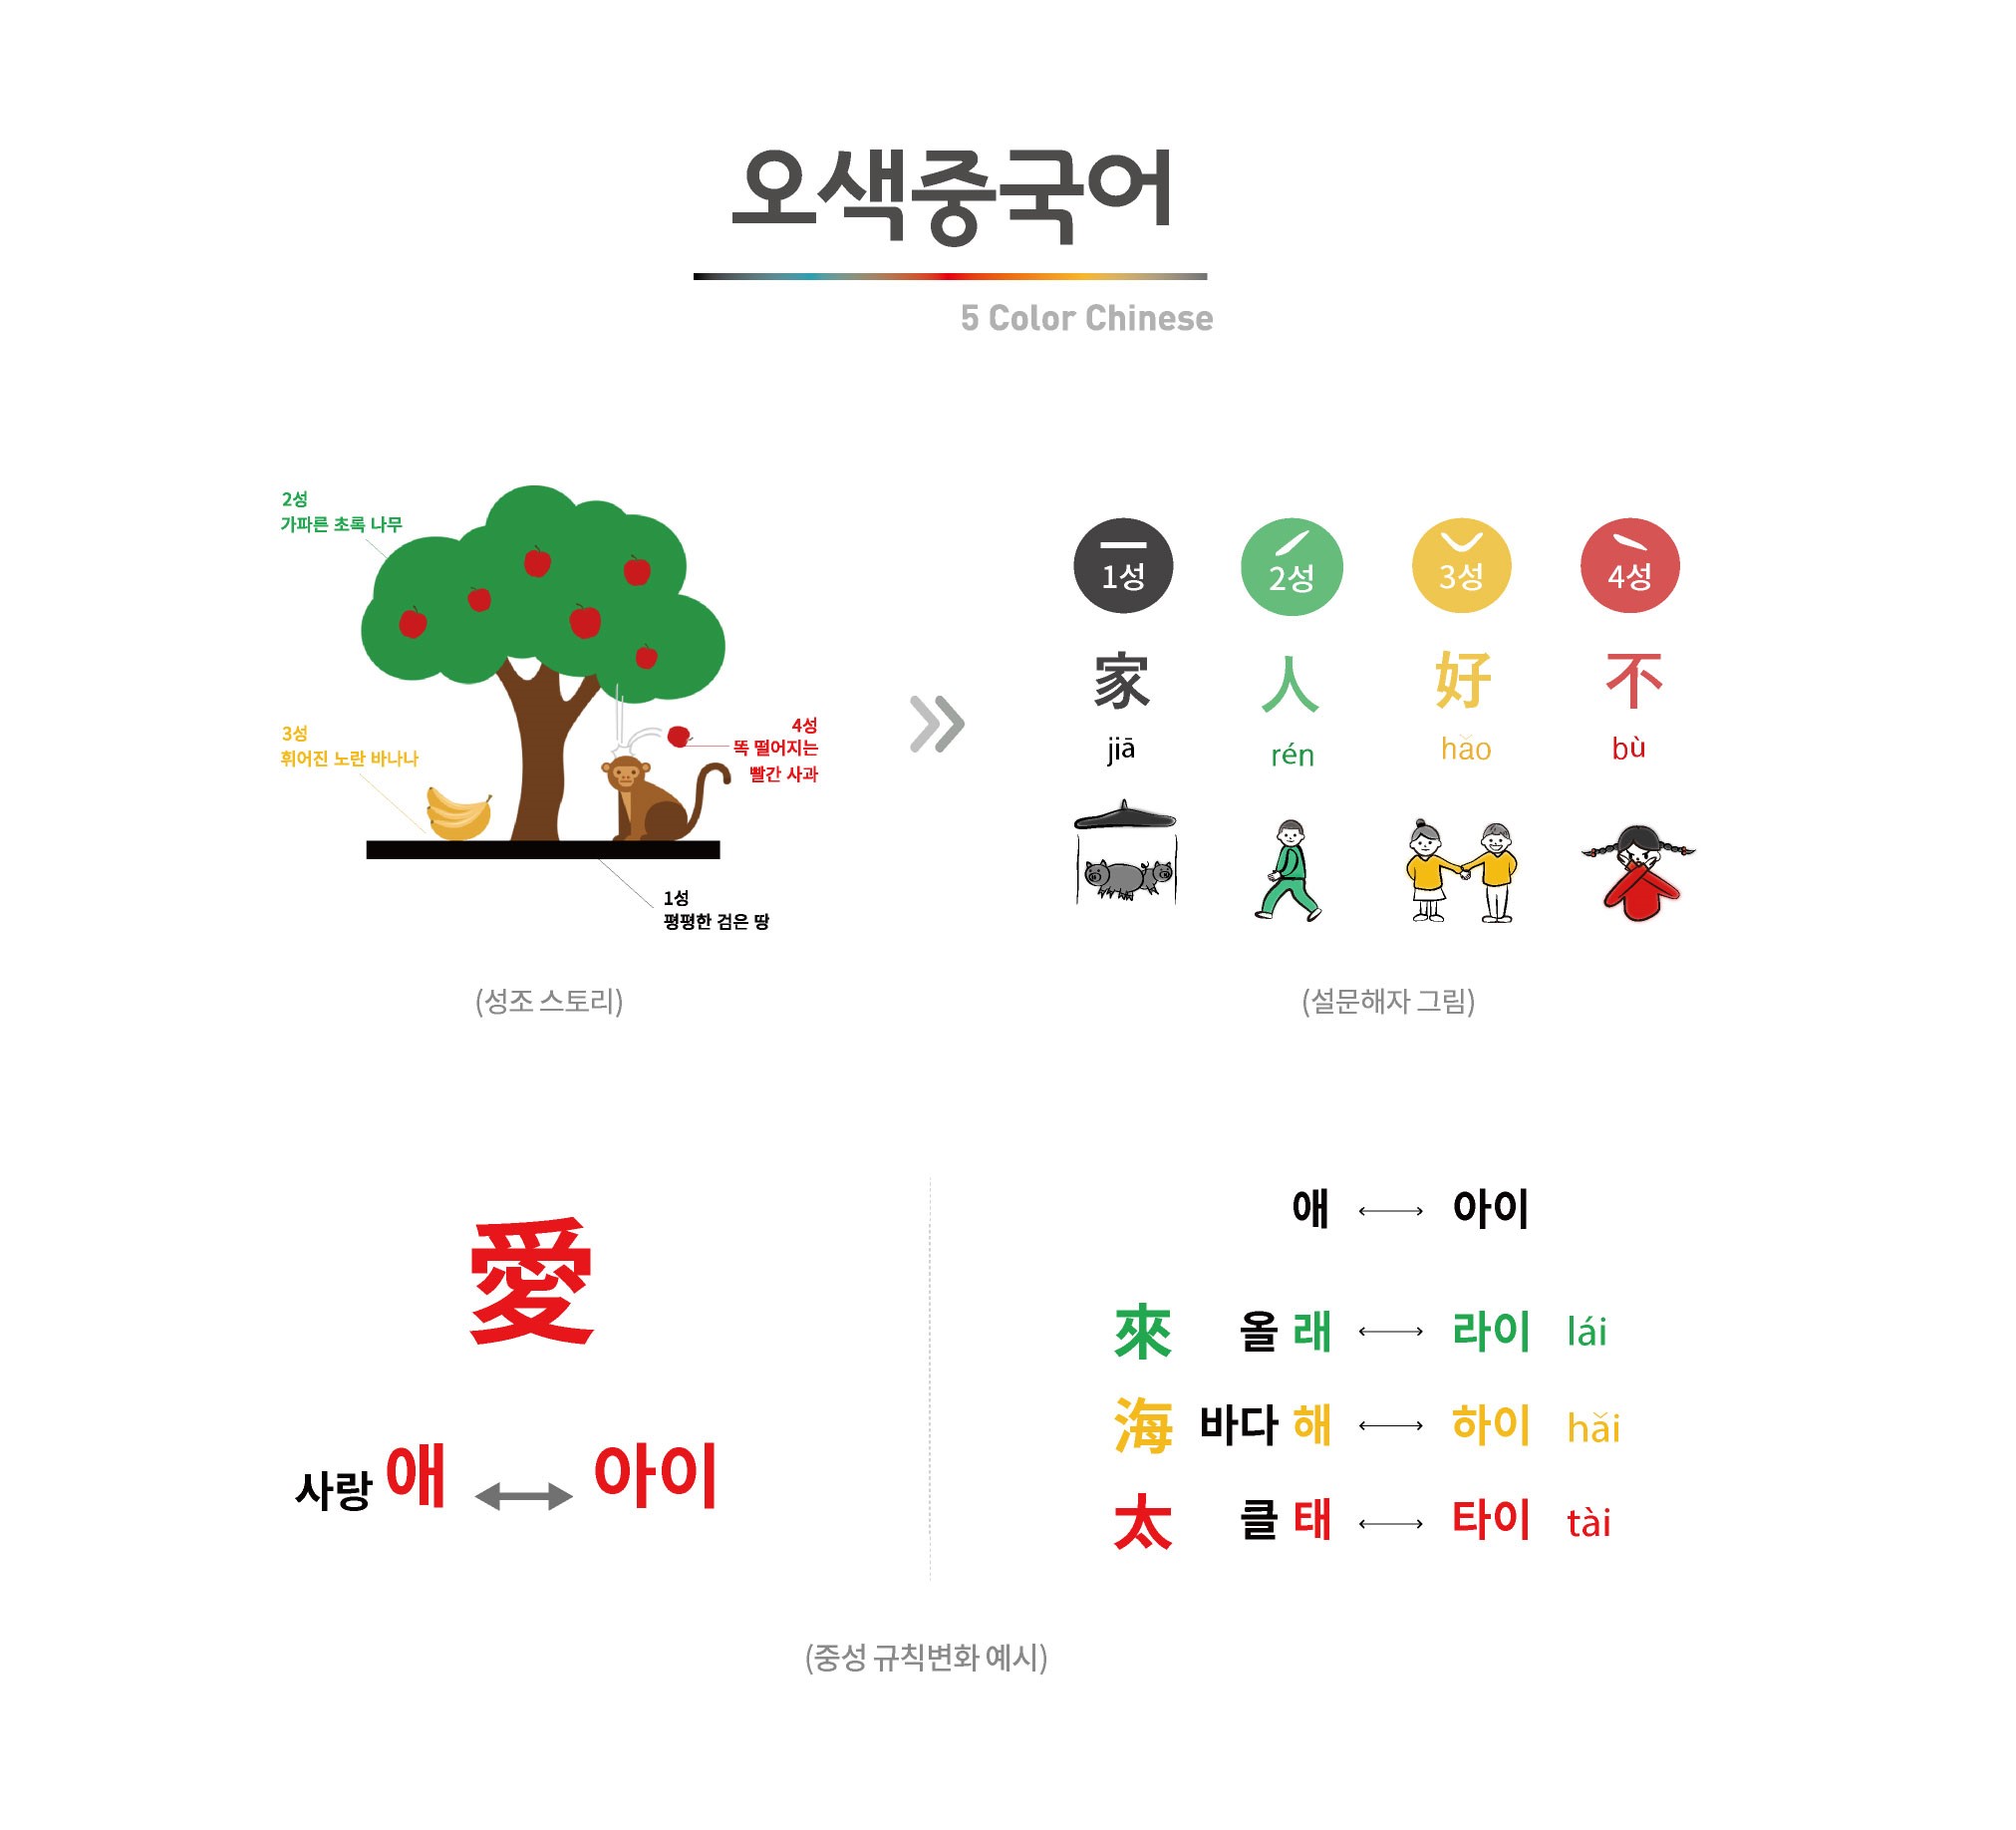 오색중국어
5 Color Chinese
2성
가파른 초록 나무
3성
휘어진 노란 바나나
4성
똑 떨어지는
빨간 사과
1성
평평한 검은 땅
(성조 스토리)
1성 2성 3성 4성
家 人 好 不
jiā rén hǎo bù
(설문해자 그림)
愛
사랑 애 아이
애 아이
來 올 래 라이 lái
海 바다 해 하이 hǎi
太 클 태 타이 tài
(중성 규칙변화 예시)